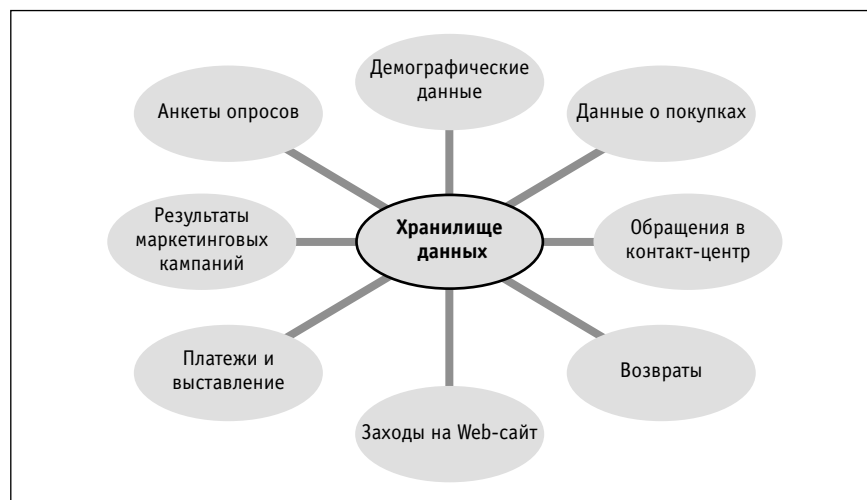 Демографические
данные
Анкеты опросов
Данные о покупках
Результаты
маркетинговых
кампаний
Хранилище
данных
Обращения в
контакт-центр
Платежи и
выставление
Возвраты
Заходы на Web-сайт